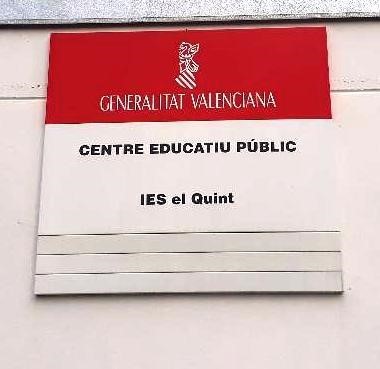 GENERALITAT VALENCIANA
CENTRE EDUCATIU PÚBLIC
IES el Quint